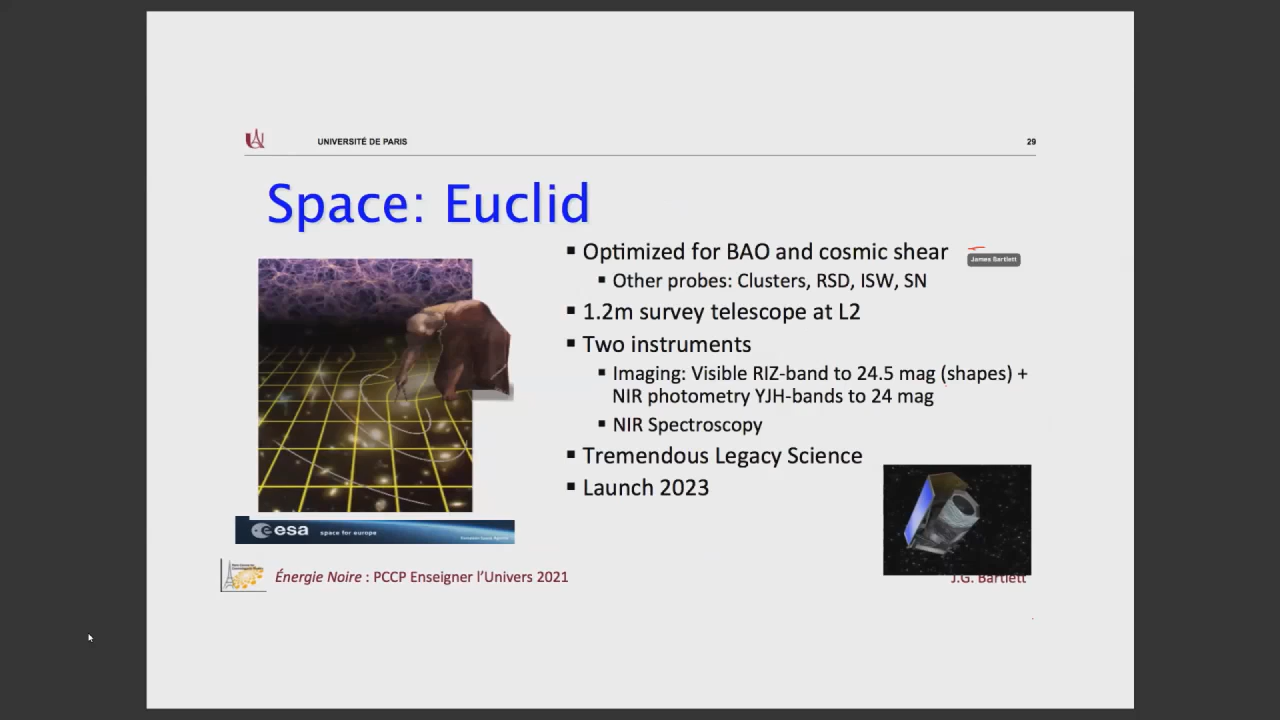 UNIVERSITÉ DE PARIS
29
Space: Euclid
▪ Optimized for BAO and cosmic shear
James Bartlett
▪ Other probes: Clusters, RSD, ISW, SN
▪ 1.2m survey telescope at L2
▪ Two instruments
▪ Imaging: Visible RIZ-band to 24.5 mag (shapes) +
NIR photometry YJH-bands to 24 mag
▪ NIR Spectroscopy
▪ Tremendous Legacy Science
▪ Launch 2023
esa space for europe
Énergie Noire : PCCP Enseigner l'Univers 2021
J.G. Bartlett